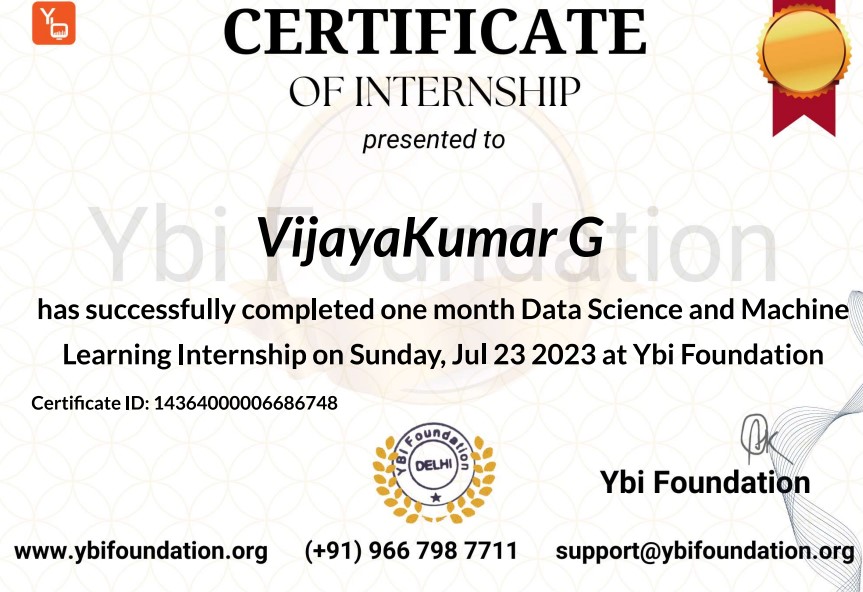 CERTIFICATE
OF INTERNSHIP
presented to
Ybi Foundation
VijayaKumar G
has successfully completed one month Data Science and Machine
Learning Internship on Sunday, Jul 23 2023 at Ybi Foundation
Certificate ID: 14364000006686748
YBI Foundation
DELHI
Ybi Foundation
www.ybifoundation.org (+91) 966 798 7711 support@ybifoundation.org